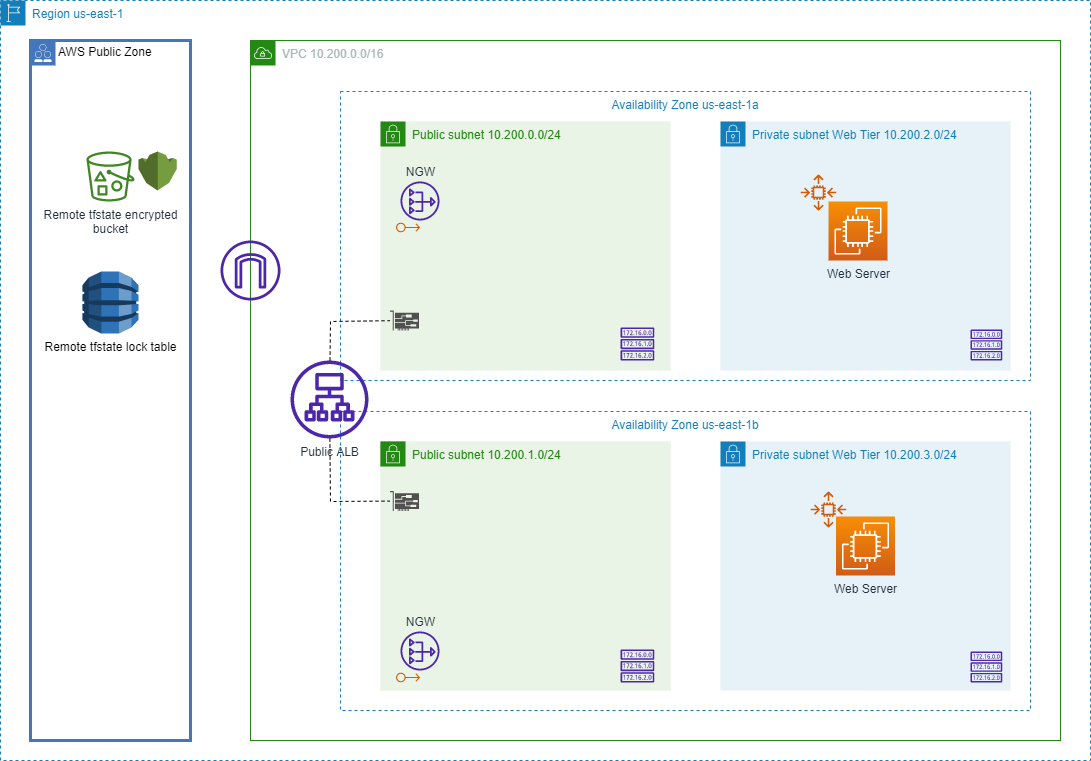 Region us-east-1
AWS Public Zone
Remote tfstate encrypted
bucket
Remote tfstate lock table
VPC 10.200.0.0/16
Availability Zone us-east-1a
Public subnet 10.200.0.0/24
NGW
172.16.0.0
172.16.1.0
172.16.2.0
Private subnet Web Tier 10.200.2.0/24
Web Server
172.16.0.0
172.16.1.0
172.16.2.0
Public ALB
Availability Zone us-east-1b
Public subnet 10.200.1.0/24
NGW
172.16.0.0
172.16.1.0
172.16.2.0
Private subnet Web Tier 10.200.3.0/24
Web Server
172.16.0.0
172.16.1.0
172.16.2.0